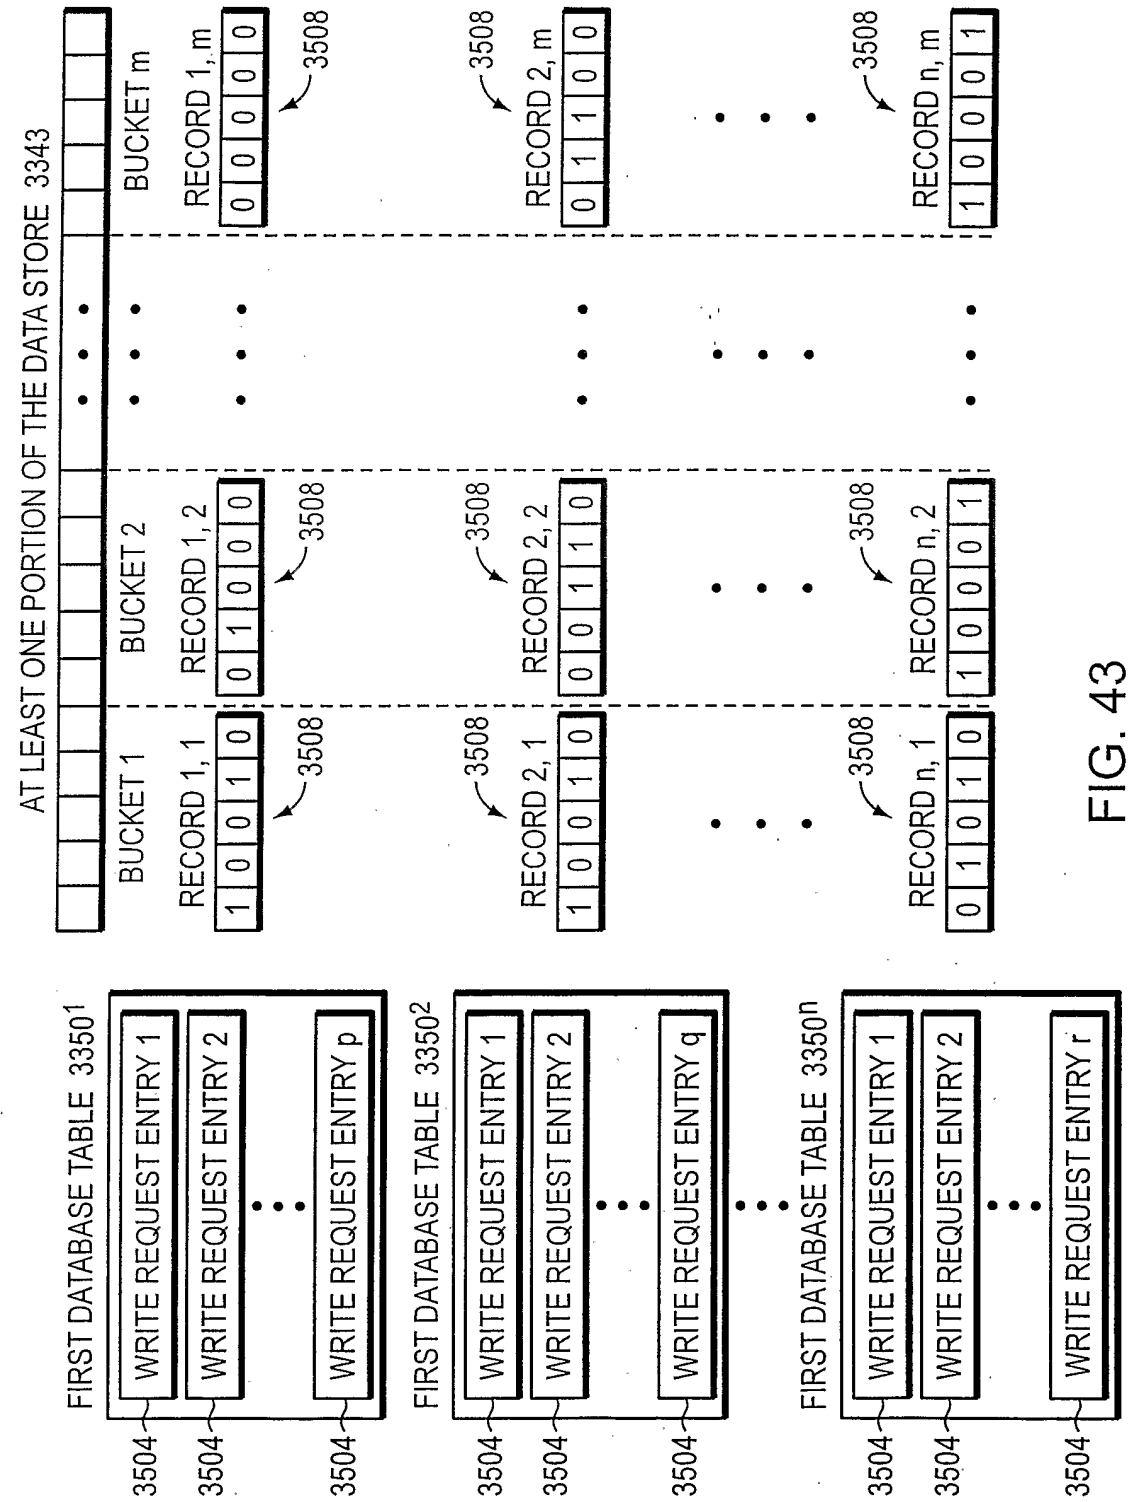 AT LEAST ONE PORTION OF THE DATA STORE 3343
FIRST DATABASE TABLE 3350¹
BUCKET 1 BUCKET 2 BUCKET m
3504 WRITE REQUEST ENTRY 1
RECORD 1, 1 RECORD 1, 2 RECORD 1, m
3504 WRITE REQUEST ENTRY 2
1 0 0 1 0 0 1 0 0 0 0 0 0 0 0
3508 3508 3508
3504 WRITE REQUEST ENTRY p
FIRST DATABASE TABLE 3350²
3508 3508 3508
3504 WRITE REQUEST ENTRY 1
RECORD 2, 1 RECORD 2, 2 RECORD 2, m
3504 WRITE REQUEST ENTRY 2
1 0 0 1 0 0 0 1 1 0 0 1 1 0 0
3504 WRITE REQUEST ENTRY q
FIRST DATABASE TABLE 3350ⁿ
3508 3508 3508
3504 WRITE REQUEST ENTRY 1
RECORD n, 1 RECORD n, 2 RECORD n, m
3504 WRITE REQUEST ENTRY 2
0 1 0 1 0 1 0 0 0 1 1 0 0 0 1
3504 WRITE REQUEST ENTRY r
FIG. 43